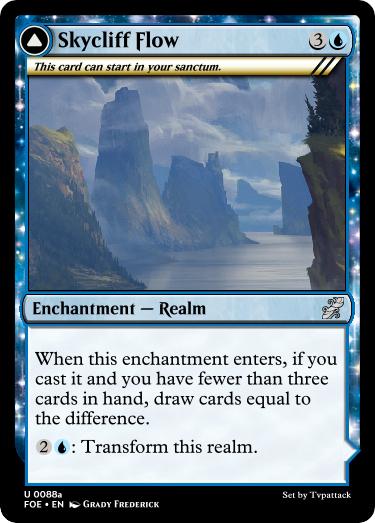 Skycliff Flow 3
This card can start in your sanctum.
Enchantment — Realm
When this enchantment enters, if you
cast it and you have fewer than three
cards in hand, draw cards equal to
the difference.
2 : Transform this realm.
U 0088a
FOE • EN Grady Frederick
Set by Tvpattack